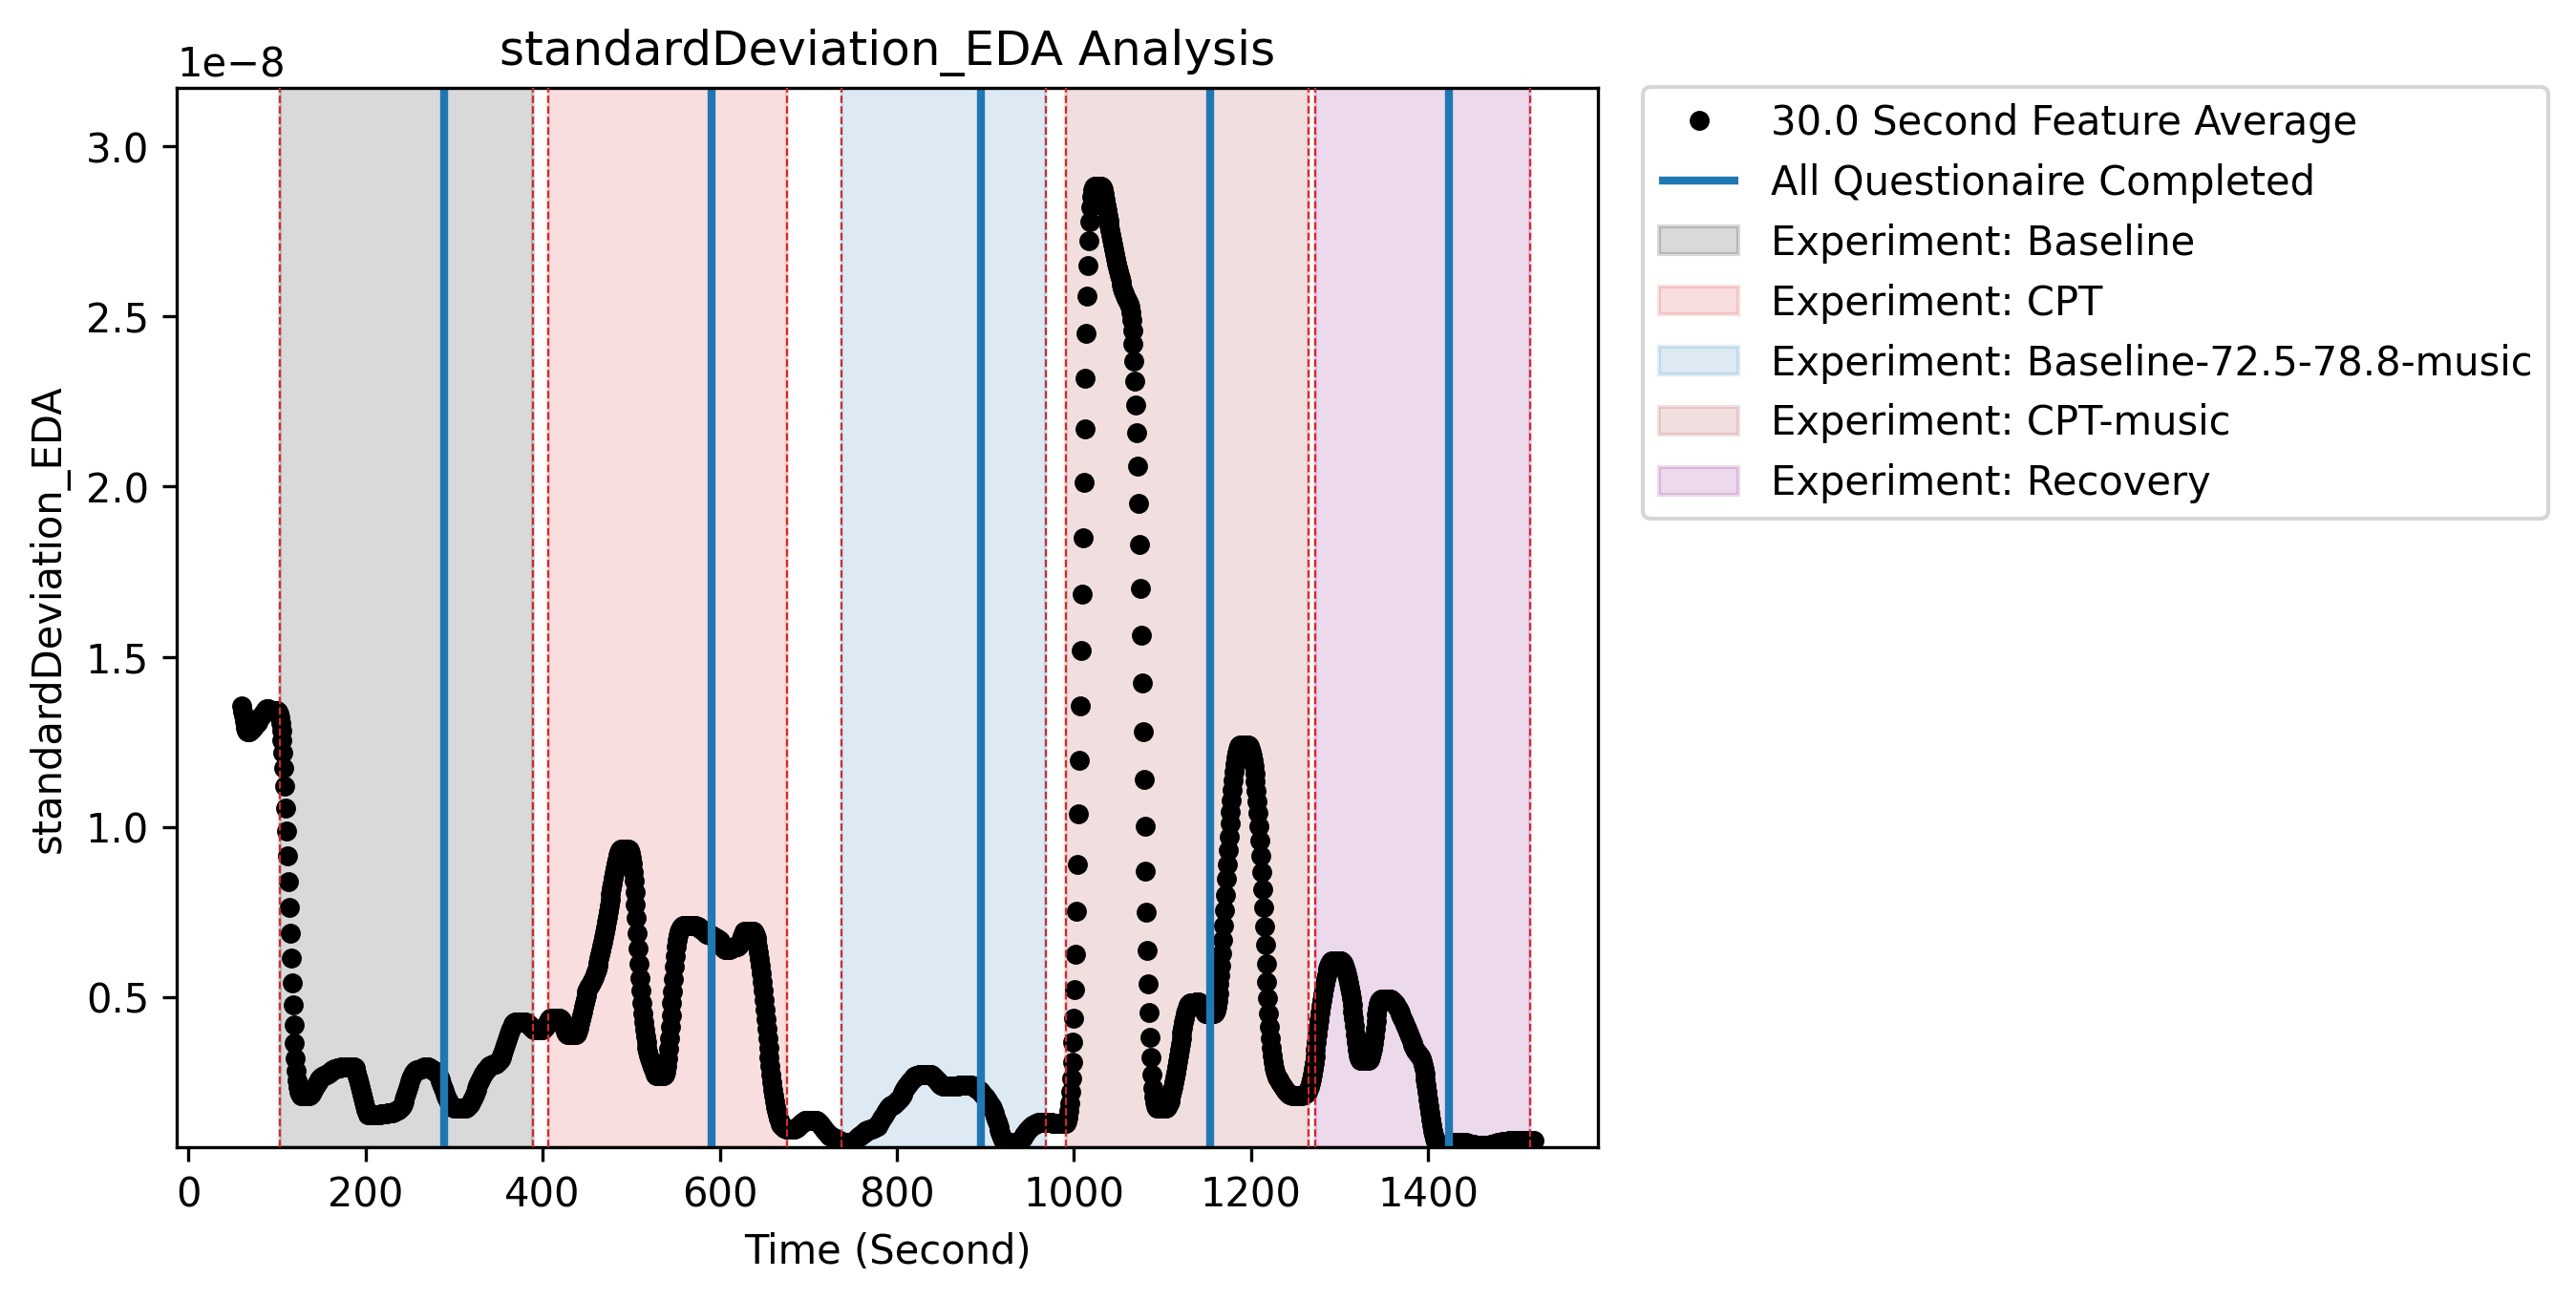 standardDeviation_EDA Analysis
1e−8
3.0
2.5
2.0
1.5
1.0
0.5
standardDeviation_EDA
0 200 400 600 800 1000 1200 1400
Time (Second)
30.0 Second Feature Average
All Questionaire Completed
Experiment: Baseline
Experiment: CPT
Experiment: Baseline-72.5-78.8-music
Experiment: CPT-music
Experiment: Recovery